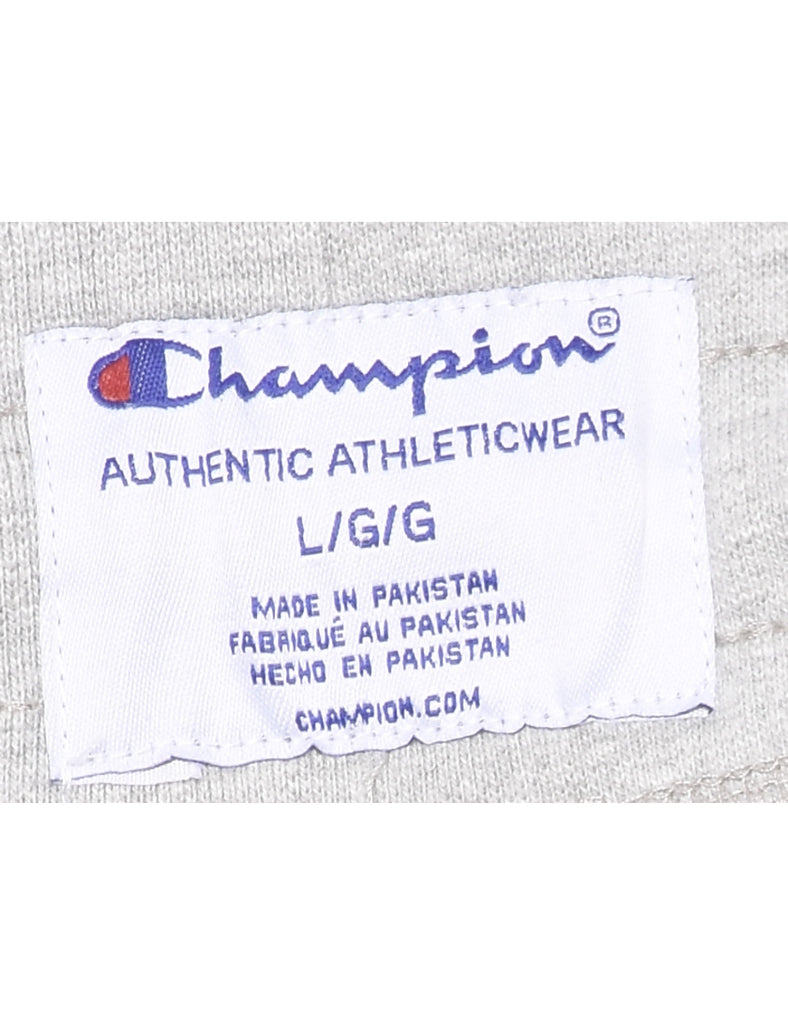 Champion®
AUTHENTIC ATHLETICWEAR
L/G/G
MADE IN PAKISTAN
FABRIQUÉ AU PAKISTAN
HECHO EN PAKISTAN
CHAMPION.COM